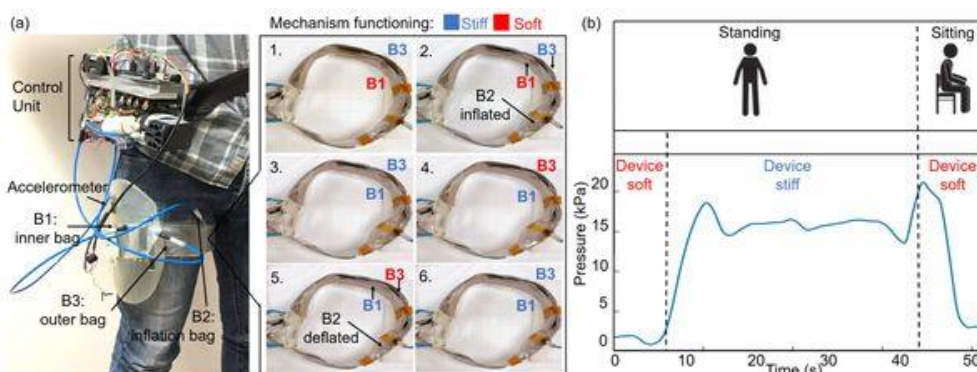 (a)
Mechanism functioning: Stiff Soft
Control
Unit
Accelerometer
B1:
inner bag
B3:
outer bag
B2:
inflation bag
1.
B3
B1
2.
B3
B1
B2
inflated
3.
B3
B1
4.
B3
B1
5.
B3
B1
B2
deflated
6.
B3
B1
(b)
Standing
Sitting
Device
soft
Device
stiff
Device
soft
Pressure (kPa)
20
15
10
5
0
0 10 20 30 40 50
Time (s)